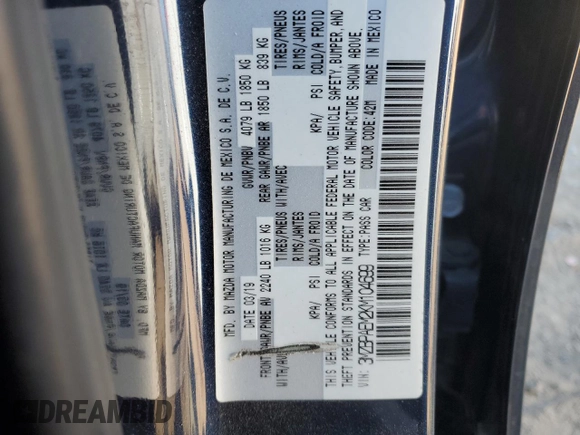 MFD. BY MAZDA MOTOR MANUFACTURING DE MEXICO S.A. DE C.V.
DATE 03/19 GVWR/PNBV 4079 LB 1850 KG
FRONT GAWR/PNBE AV 2240 LB 1016 KG REAR GAWR/PNBE AR 1850 LB 839 KG
WITH/AVEC TIRES/PNEUS WITH/AVEC TIRES/PNEUS
RIMS/JANTES RIMS/JANTES
KPA/ PSI COLD/A FROID KPA/ PSI COLD/A FROID
THIS VEHICLE CONFORMS TO ALL APPLICABLE FEDERAL MOTOR VEHICLE SAFETY, BUMPER, AND
THEFT PREVENTION STANDARDS IN EFFECT ON THE DATE OF MANUFACTURE SHOWN ABOVE.
VIN: 3MZBPAEM2KM104699 TYPE:PASS CAR COLOR CODE:42M MADE IN MEXICO
DREAMBID